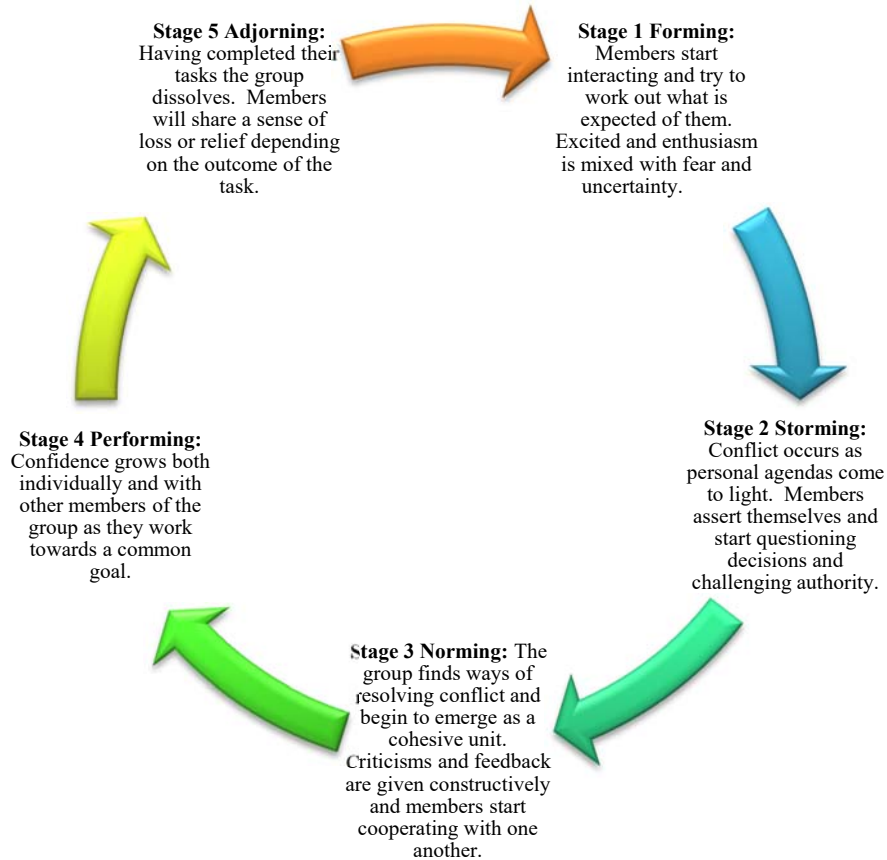 Stage 1 Forming:
Members start
interacting and try to
work out what is
expected of them.
Excited and enthusiasm
is mixed with fear and
uncertainty.
Stage 2 Storming:
Conflict occurs as
personal agendas come
to light. Members
assert themselves and
start questioning
decisions and
challenging authority.
Stage 3 Norming: The
group finds ways of
resolving conflict and
begin to emerge as a
cohesive unit.
Criticisms and feedback
are given constructively
and members start
cooperating with one
another.
Stage 4 Performing:
Confidence grows both
individually and with
other members of the
group as they work
towards a common
goal.
Stage 5 Adjorning:
Having completed their
tasks the group
dissolves. Members
will share a sense of
loss or relief depending
on the outcome of the
task.